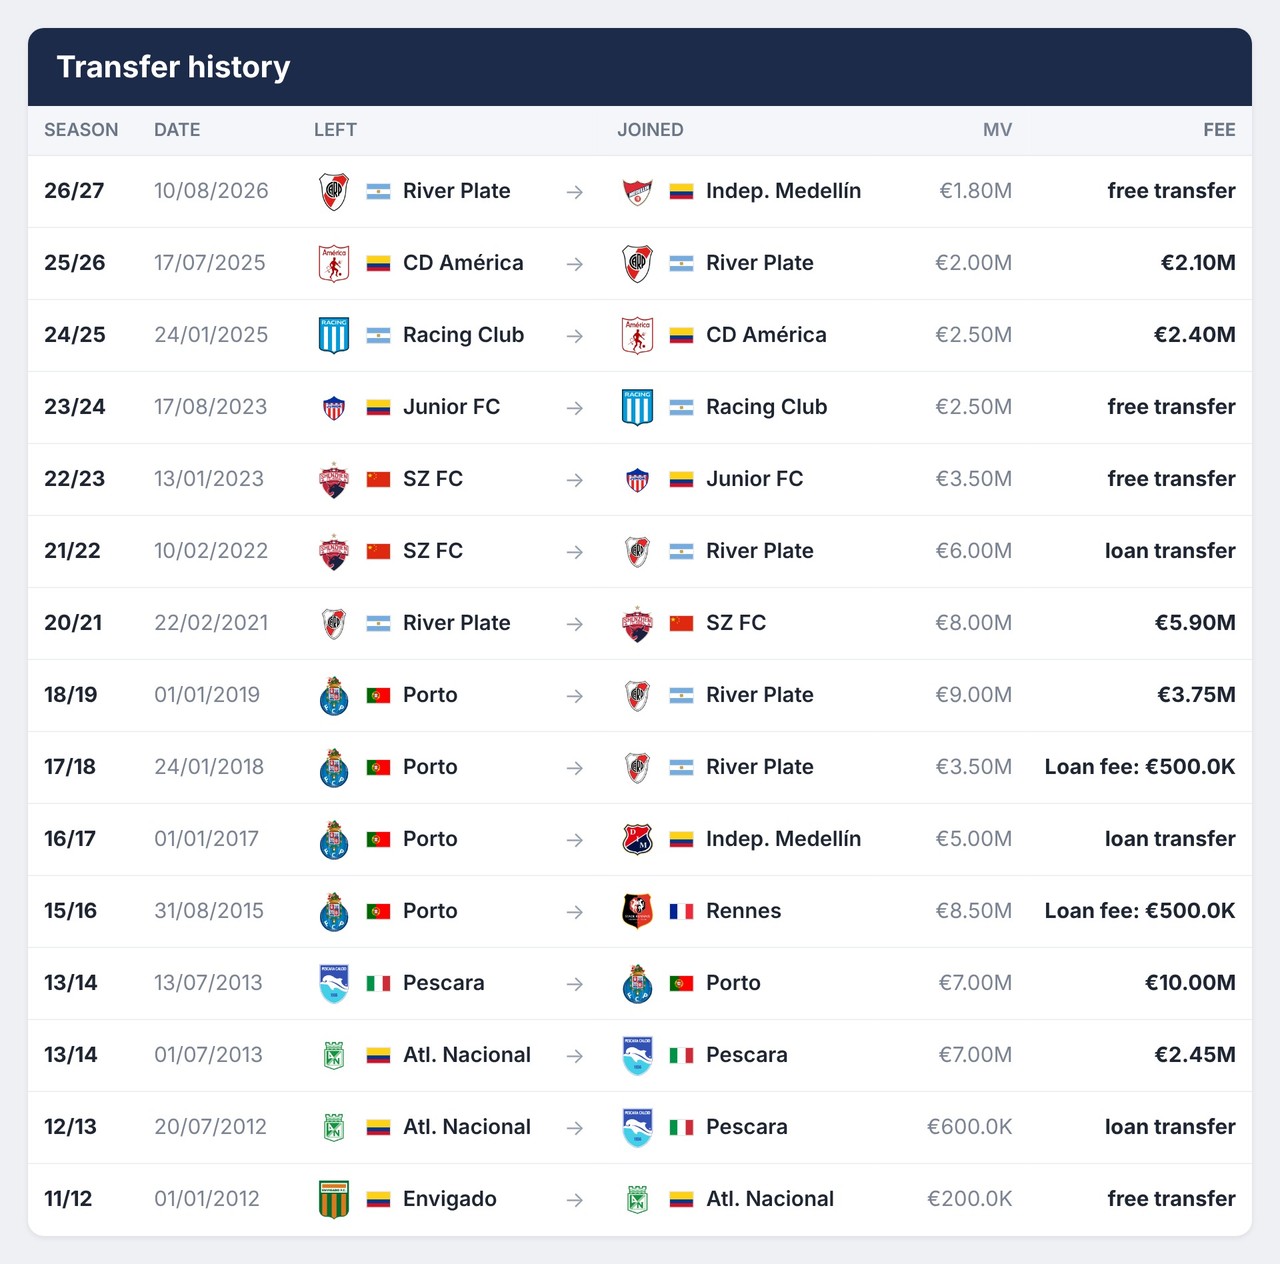 Transfer history
SEASON DATE LEFT JOINED MV FEE
26/27 10/08/2026 River Plate → Indep. Medellín €1.80M free transfer
25/26 17/07/2025 CD América → River Plate €2.00M €2.10M
24/25 24/01/2025 Racing Club → CD América €2.50M €2.40M
23/24 17/08/2023 Junior FC → Racing Club €2.50M free transfer
22/23 13/01/2023 SZ FC → Junior FC €3.50M free transfer
21/22 10/02/2022 SZ FC → River Plate €6.00M loan transfer
20/21 22/02/2021 River Plate → SZ FC €8.00M €5.90M
18/19 01/01/2019 Porto → River Plate €9.00M €3.75M
17/18 24/01/2018 Porto → River Plate €3.50M Loan fee: €500.0K
16/17 01/01/2017 Porto → Indep. Medellín €5.00M loan transfer
15/16 31/08/2015 Porto → Rennes €8.50M Loan fee: €500.0K
13/14 13/07/2013 Pescara → Porto €7.00M €10.00M
13/14 01/07/2013 Atl. Nacional → Pescara €7.00M €2.45M
12/13 20/07/2012 Atl. Nacional → Pescara €600.0K loan transfer
11/12 01/01/2012 Envigado → Atl. Nacional €200.0K free transfer